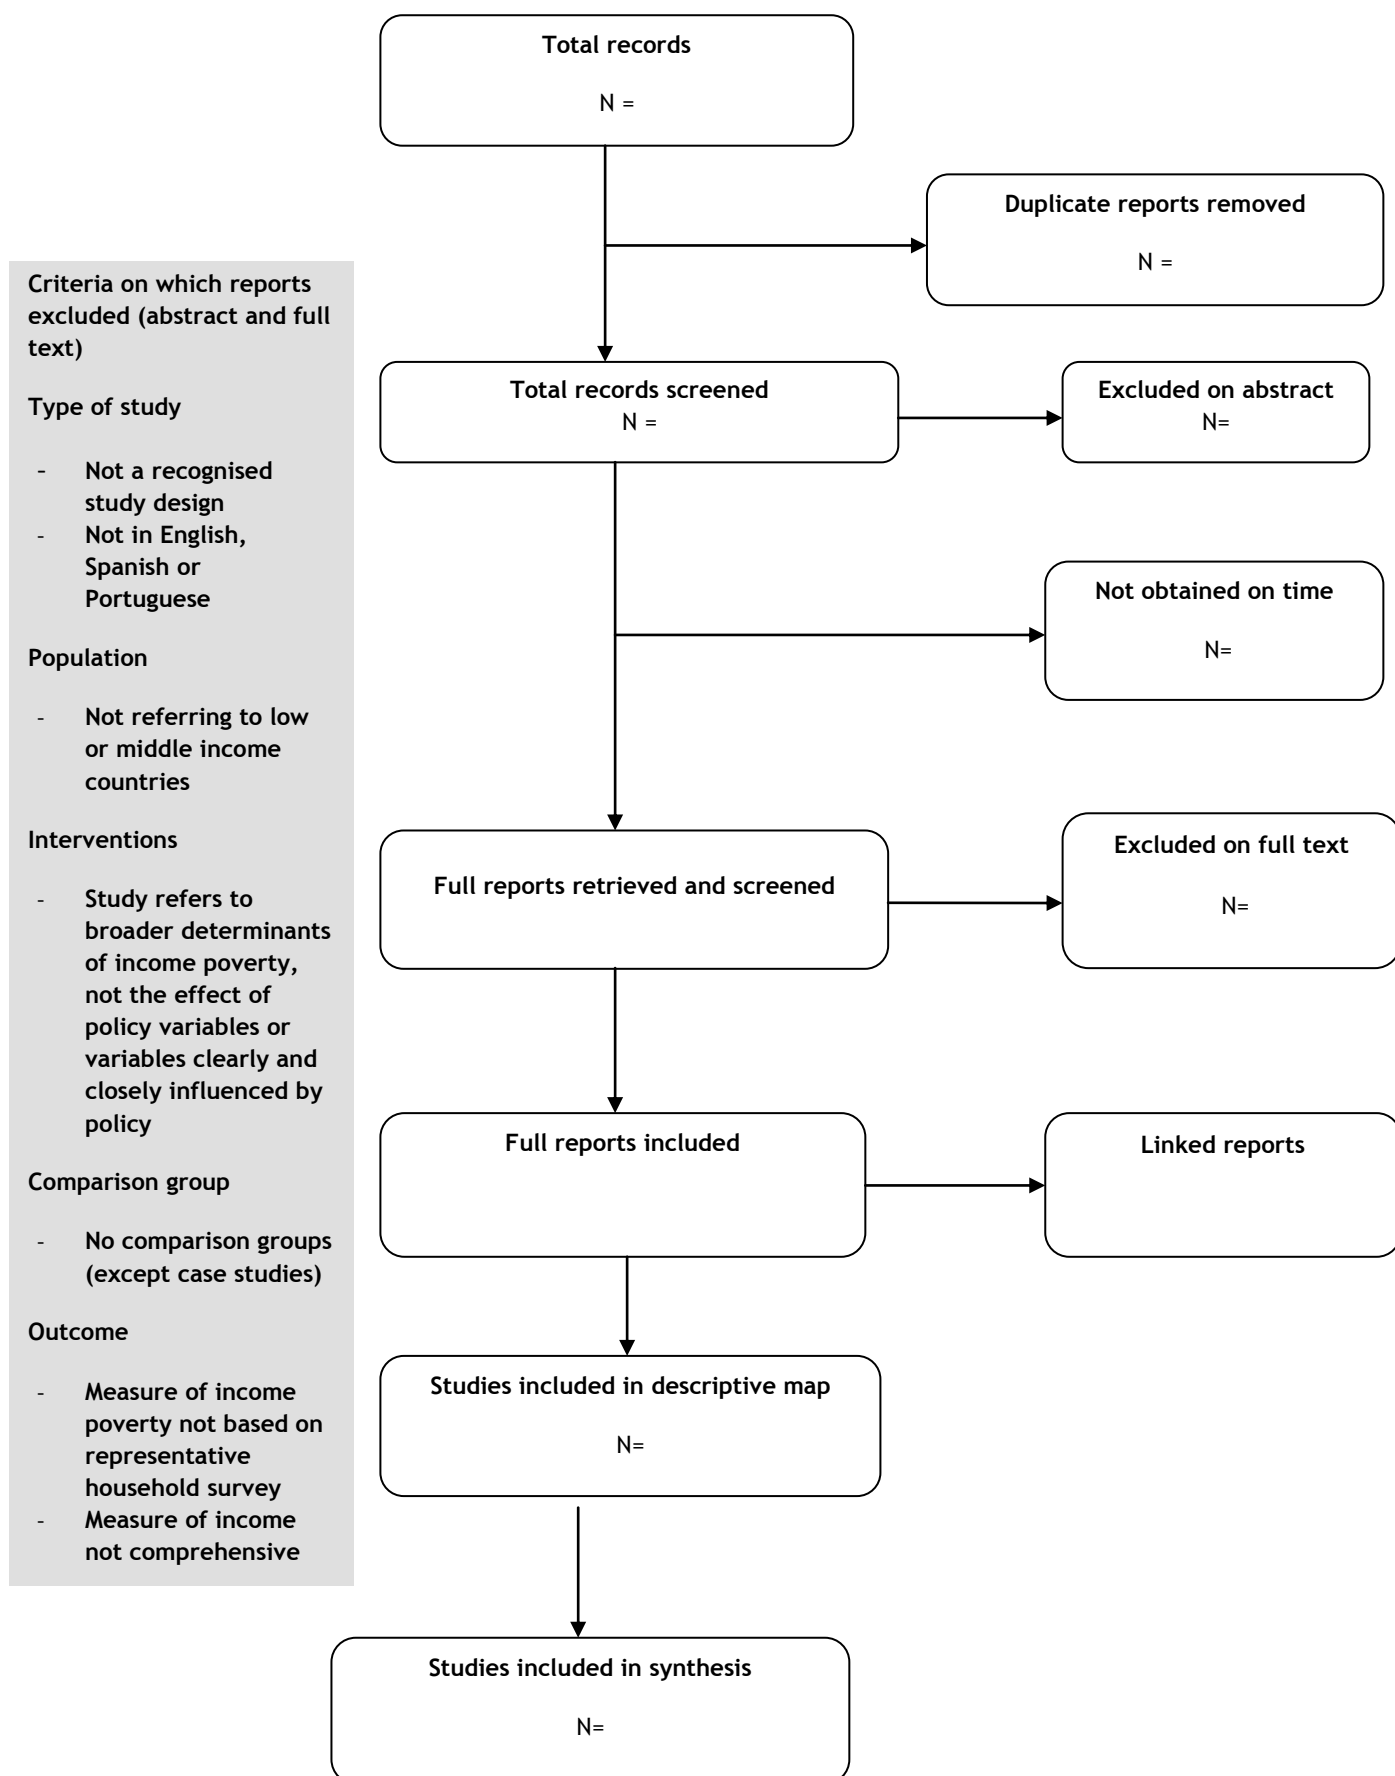 Total records
N =
Duplicate reports removed
N =
Criteria on which reports
excluded (abstract and full
text)
Type of study
- Not a recognised
study design
- Not in English,
Spanish or
Portuguese
Population
- Not referring to low
or middle income
countries
Interventions
- Study refers to
broader determinants
of income poverty,
not the effect of
policy variables or
variables clearly and
closely influenced by
policy
Comparison group
- No comparison groups
(except case studies)
Outcome
- Measure of income
poverty not based on
representative
household survey
- Measure of income
not comprehensive
Total records screened
N =
Excluded on abstract
N=
Not obtained on time
N=
Full reports retrieved and screened
Excluded on full text
N=
Full reports included
Linked reports
Studies included in descriptive map
N=
Studies included in synthesis
N=